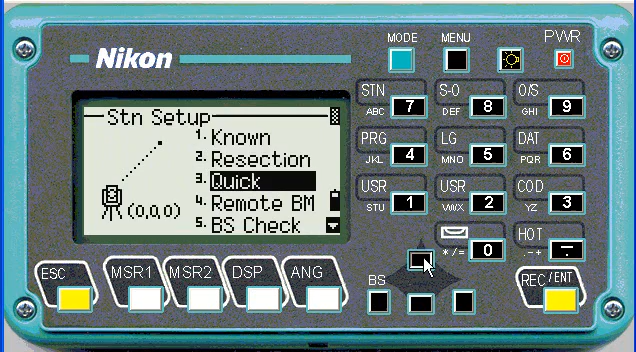 MODE MENU PWR
Nikon
STN S-O O/S
ABC 7 DEF 8 GHI 9
Stn Setup
1. Known
2. Resection
3. Quick
4. Remote BM
5. BS Check
(0,0,0)
PRG LG DAT
JKL 4 MNO 5 PQR 6
USR USR COD
STU 1 VWX 2 YZ 3
HOT
*/= 0 .-+ -.
ESC MSR1 MSR2 DSP ANG BS REC/ENT